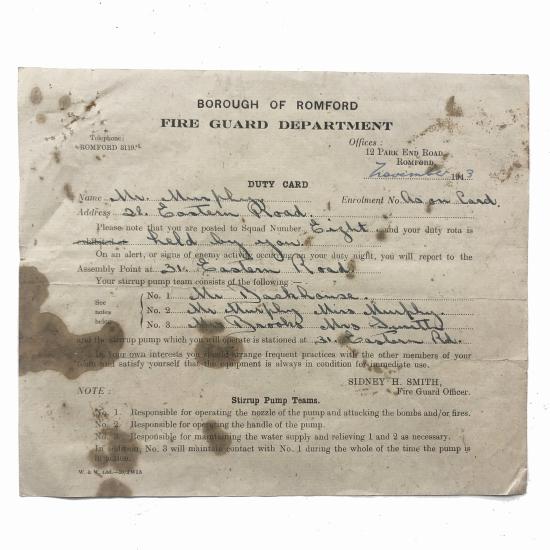 BOROUGH OF ROMFORD
FIRE GUARD DEPARTMENT
Telephone:
ROMFORD 3119.
Offices:
12 PARK END ROAD,
ROMFORD.
November 1943
DUTY CARD
Name Mr. Murphy. Enrolment No. As on Card.
Address Eastern Road.
Please note that you are posted to Squad Number Eight and your duty rota is
held by you.
On an alert, or signs of enemy activity occurring on your duty night, you will report to the
Assembly Point at 31. Eastern Road.
Your stirrup pump team consists of the following:—
See notes below
No. 1 Mr Backhouse.
No. 2 Mr Murphy Mrs Murphy.
No. 3 Mrs Brooks Mrs
and the stirrup pump which you will operate is stationed at 31. Eastern Rd.
In your own interests you should arrange frequent practices with the other members of your
team and satisfy yourself that the equipment is always in condition for immediate use.
SIDNEY H. SMITH,
Fire Guard Officer.
NOTE:
Stirrup Pump Teams.
No. 1. Responsible for operating the nozzle of the pump and attacking the bombs and/or fires.
No. 2. Responsible for operating the handle of the pump.
No. 3. Responsible for maintaining the water supply and relieving 1 and 2 as necessary.
In addition, No. 3 will maintain contact with No. 1 during the whole of the time the pump is
in action.
W. & W., Ltd.